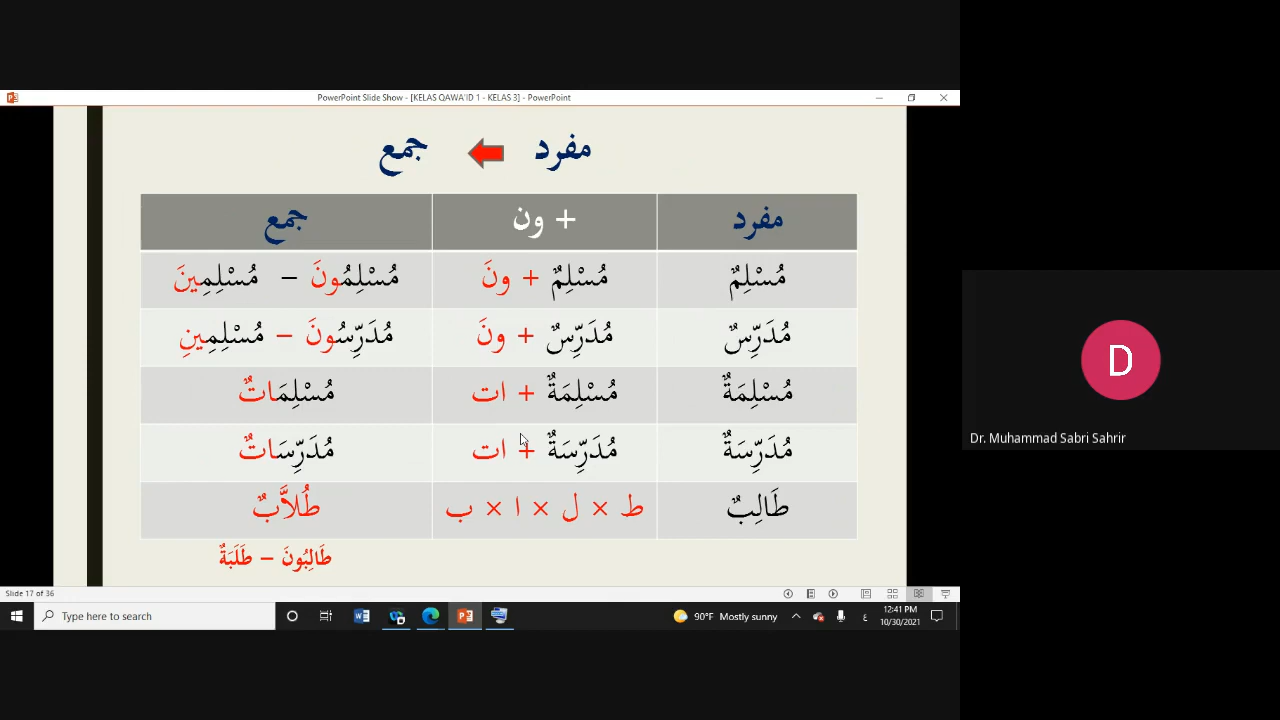 PowerPoint Slide Show - [KELAS QAWA'ID 1 - KELAS 3] - PowerPoint
مفرد جمع
مفرد + ون جمع
مُسْلِمٌ مُسْلِمٌ + ونَ مُسْلِمُونَ – مُسْلِمِينَ
مُدَرِّسٌ مُدَرِّسٌ + ونَ مُدَرِّسُونَ – مُسْلِمِينِ
مُسْلِمَةٌ مُسْلِمَةٌ + ات مُسْلِمَاتٌ
مُدَرِّسَةٌ مُدَرِّسَةٌ + ات مُدَرِّسَاتٌ
طَالِبٌ ط × ل × ا × ب طُلاَّبٌ
طَالِبُونَ – طَلَبَةٌ
Slide 17 of 36
Type here to search
90°F Mostly sunny
ع
12:41 PM
10/30/2021
D
Dr. Muhammad Sabri Sahrir